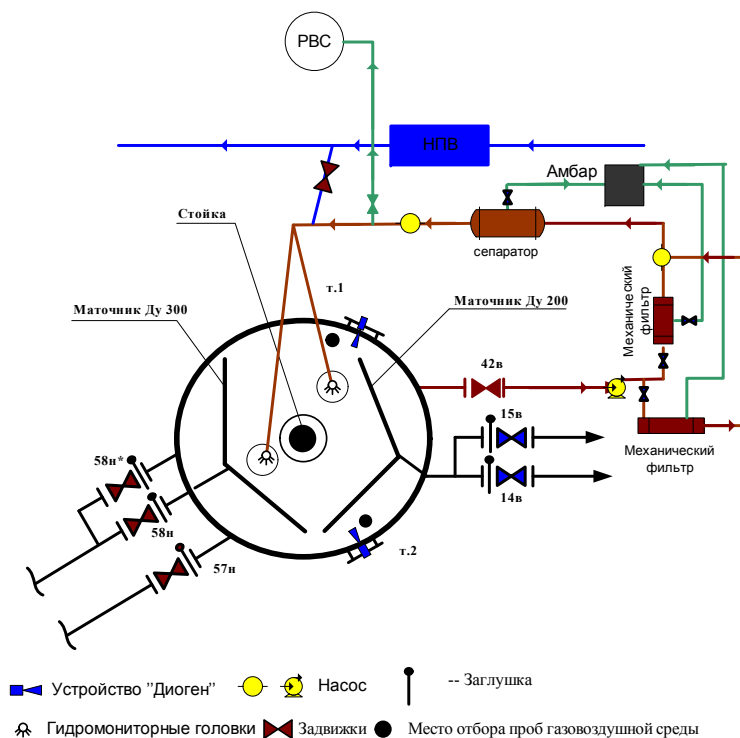 РВС
НПВ
Амбар
Стойка
сепаратор
т.1
Маточник Ду 300
Маточник Ду 200
Механический
фильтр
42в
15в
Механический
фильтр
58н*
14в
58н
т.2
57н
Устройство "Диоген"
Насос
-- Заглушка
Гидромониторные головки
Задвижки
Место отбора проб газовоздушной среды